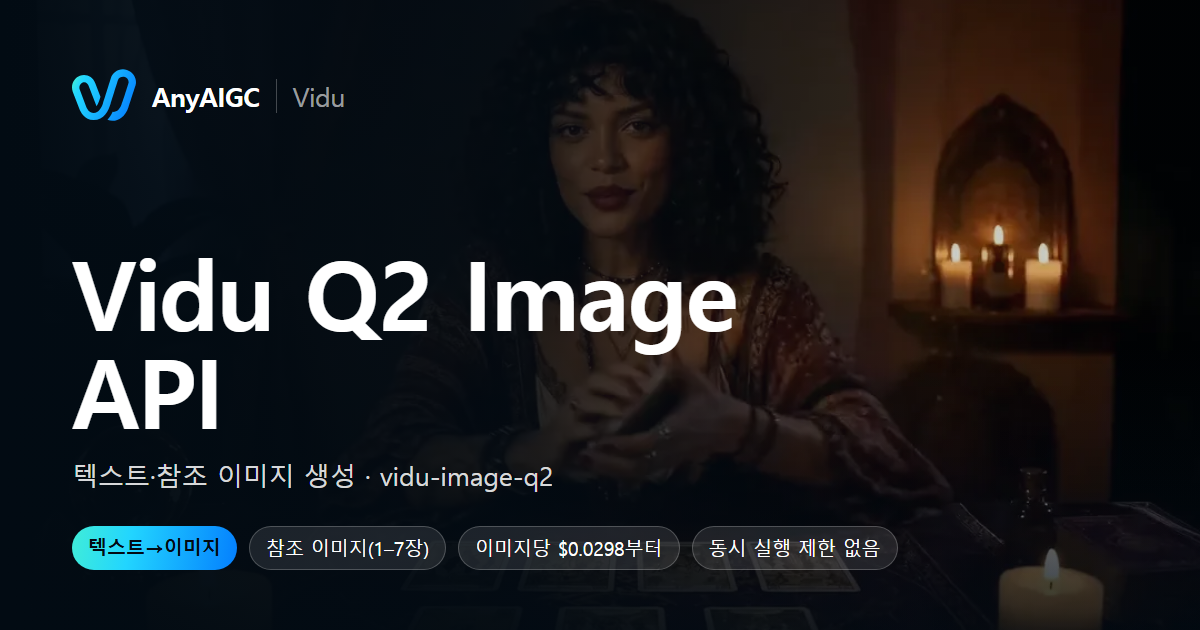 AnyAIGC | Vidu
Vidu Q2 Image
API
텍스트·참조 이미지 생성 · vidu-image-q2
텍스트→이미지
참조 이미지(1–7장)
이미지당 $0.0298부터
동시 실행 제한 없음